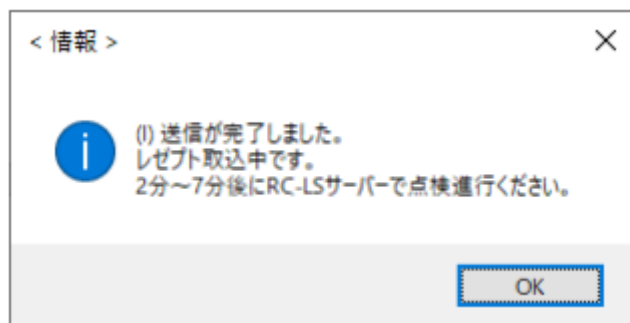 < 情報 >
(I) 送信が完了しました。
レゼプト取込中です。
2分～7分後にRC-LSサーバーで点検進行ください。
OK